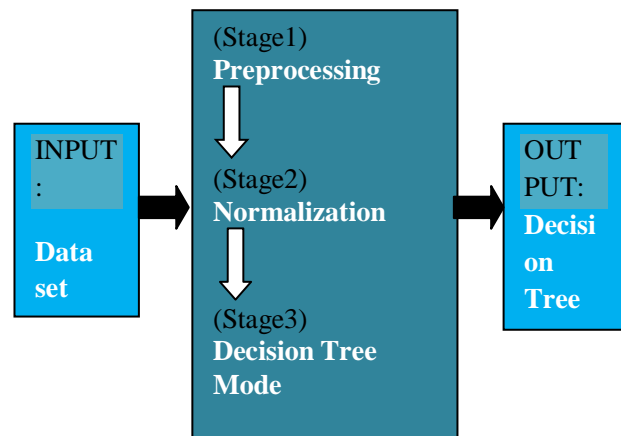 INPUT
:
Data
set
(Stage1)
Preprocessing
(Stage2)
Normalization
(Stage3)
Decision Tree
Mode
OUT
PUT:
Decisi
on
Tree